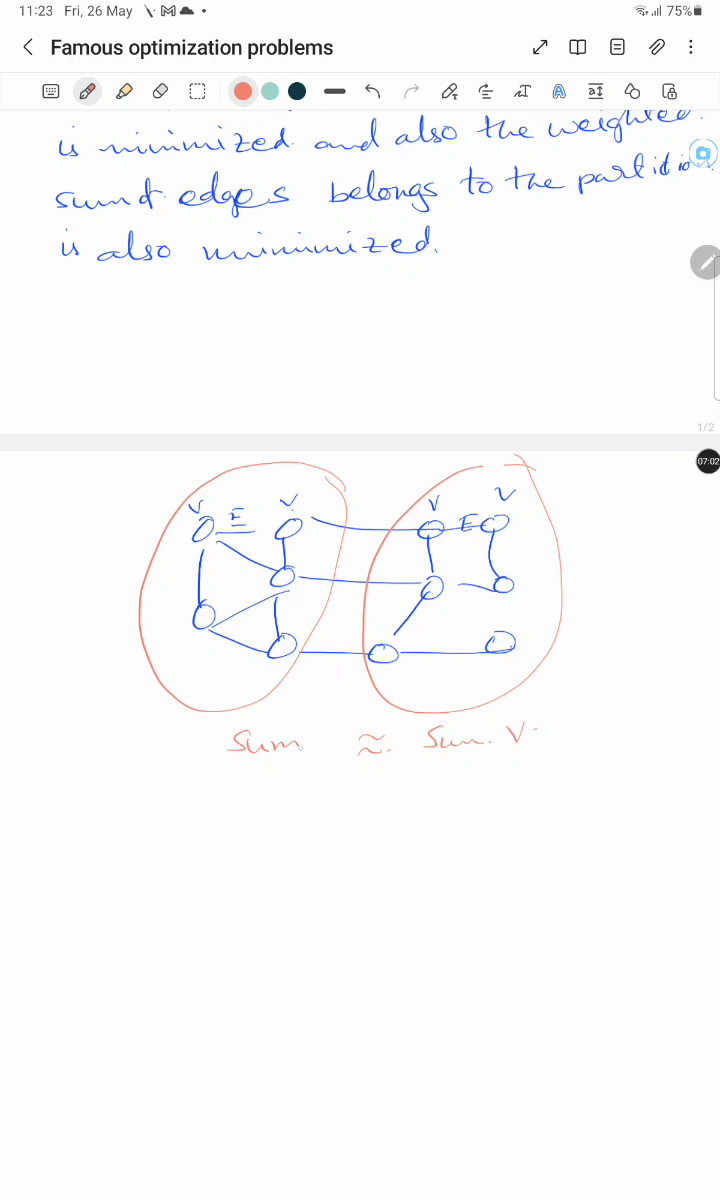 11:23 Fri, 26 May
75%
Famous optimization problems
is minimized and also the weighted.
sum of edges belongs to the partitio
is also minimized.
1/2
07:02
V E V V E V
Sum ≈. Sum. V.